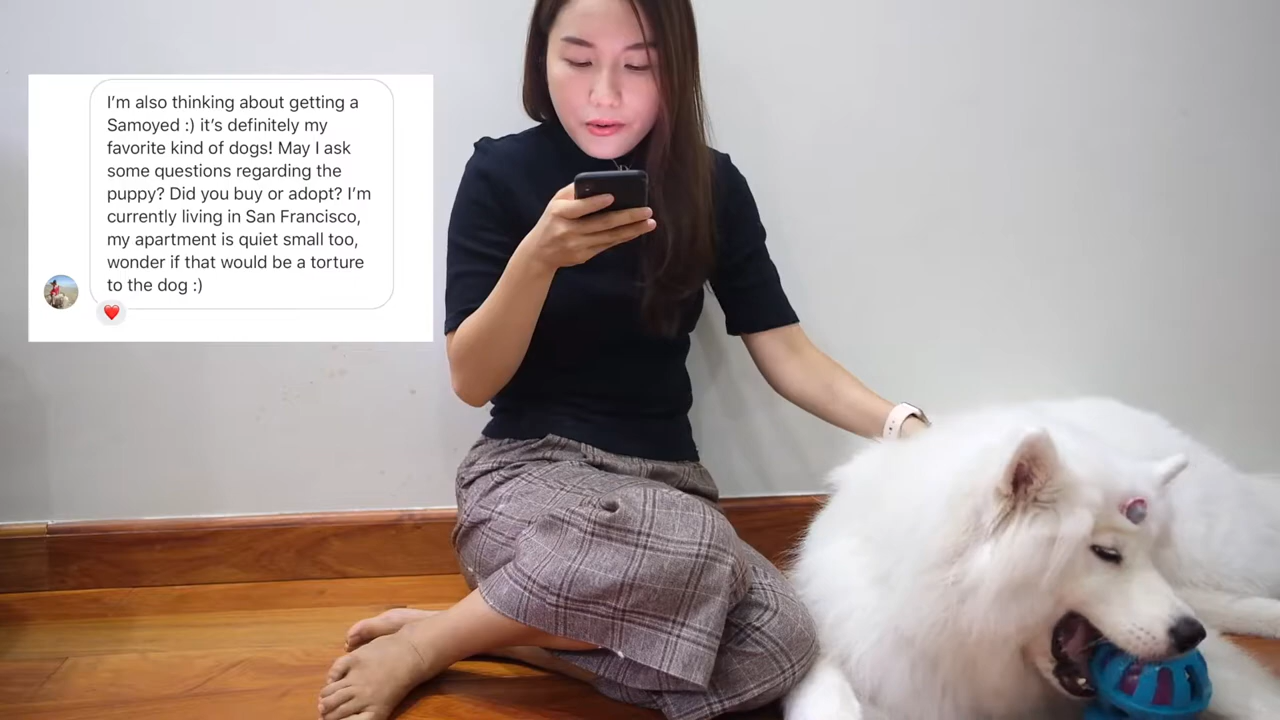 I’m also thinking about getting a
Samoyed :) it’s definitely my
favorite kind of dogs! May I ask
some questions regarding the
puppy? Did you buy or adopt? I’m
currently living in San Francisco,
my apartment is quiet small too,
wonder if that would be a torture
to the dog :)